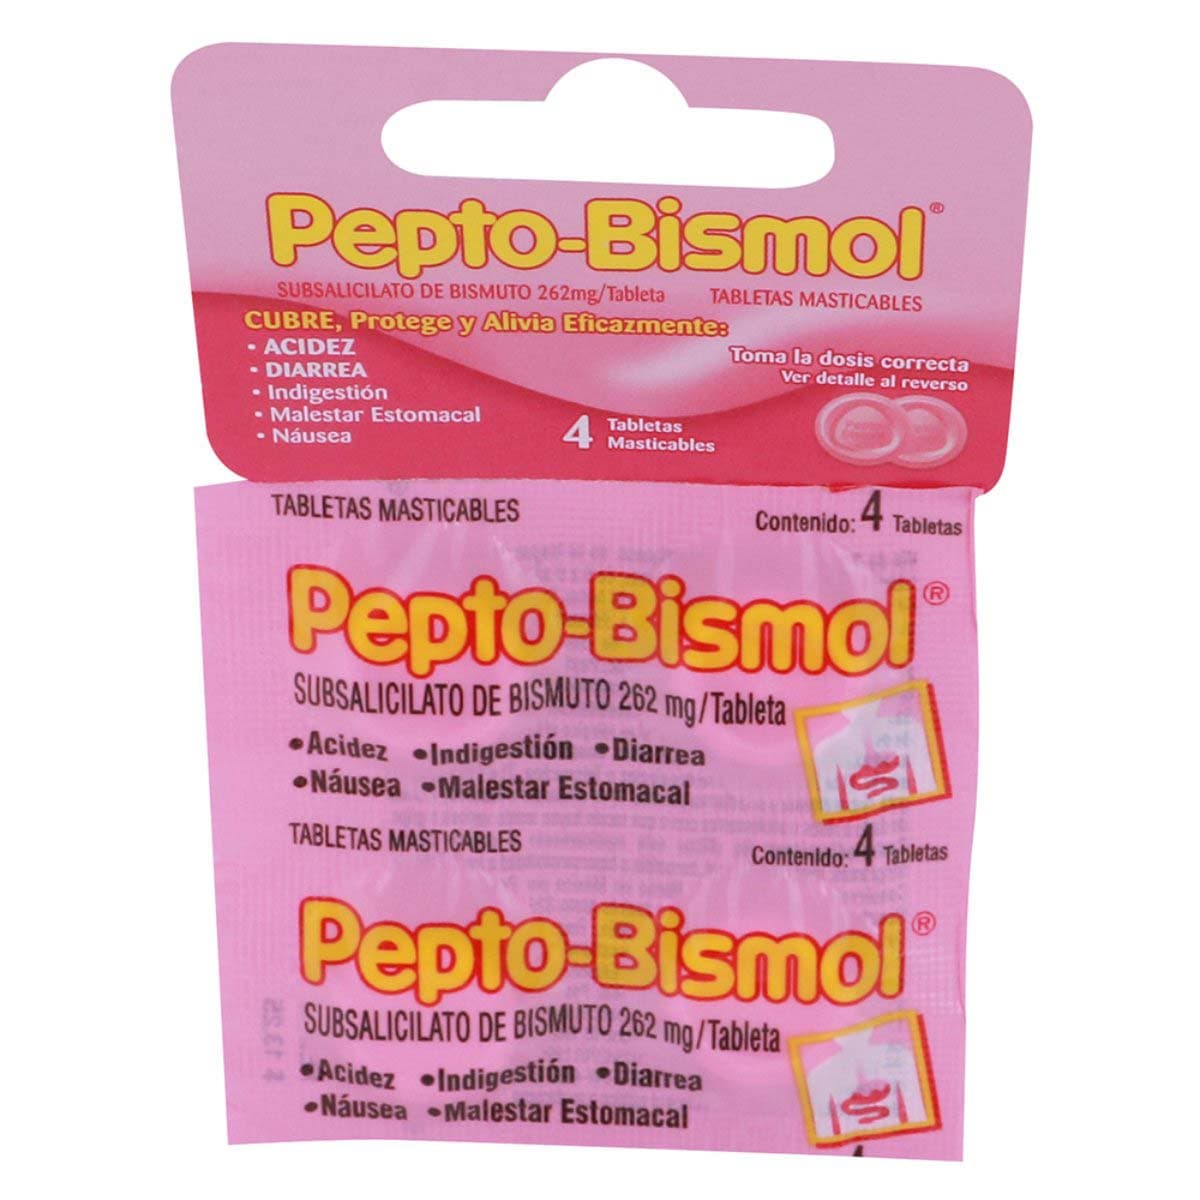 Pepto-Bismol®
SUBSALICILATO DE BISMUTO 262mg/Tableta TABLETAS MASTICABLES
CUBRE, Protege y Alivia Eficazmente:
• ACIDEZ
• DIARREA
• Indigestión
• Malestar Estomacal
• Náusea
Toma la dosis correcta
Ver detalle al reverso
4 Tabletas
Masticables
TABLETAS MASTICABLES Contenido: 4 Tabletas
Pepto-Bismol®
SUBSALICILATO DE BISMUTO 262 mg/Tableta
•Acidez •Indigestión •Diarrea
•Náusea •Malestar Estomacal
TABLETAS MASTICABLES Contenido: 4 Tabletas
Pepto-Bismol®
SUBSALICILATO DE BISMUTO 262 mg/Tableta
$ 13.25
•Acidez •Indigestión •Diarrea
•Náusea •Malestar Estomacal